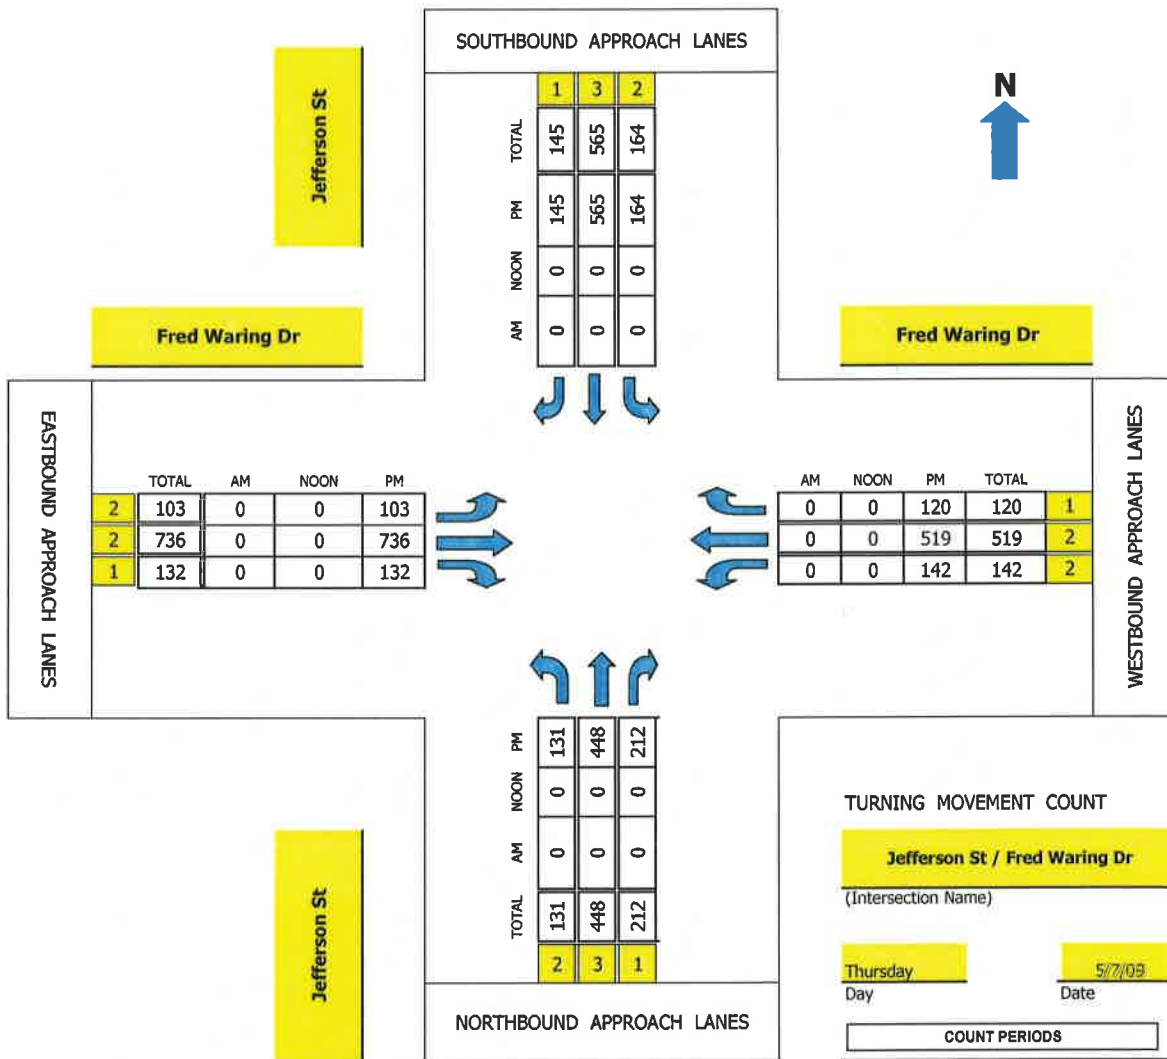 SOUTHBOUND APPROACH LANES
1 3 2
TOTAL 145 565 164
PM 145 565 164
NOON 0 0 0
AM 0 0 0
Jefferson St
N
Fred Waring Dr
Fred Waring Dr
EASTBOUND APPROACH LANES
TOTAL AM NOON PM
2 103 0 0 103
2 736 0 0 736
1 132 0 0 132
AM NOON PM TOTAL
0 0 120 120 1
0 0 519 519 2
0 0 142 142 2
WESTBOUND APPROACH LANES
PM 131 448 212
NOON 0 0 0
AM 0 0 0
TOTAL 131 448 212
2 3 1
NORTHBOUND APPROACH LANES
Jefferson St
TURNING MOVEMENT COUNT
Jefferson St / Fred Waring Dr
(Intersection Name)
Thursday 5/7/09
Day Date
COUNT PERIODS